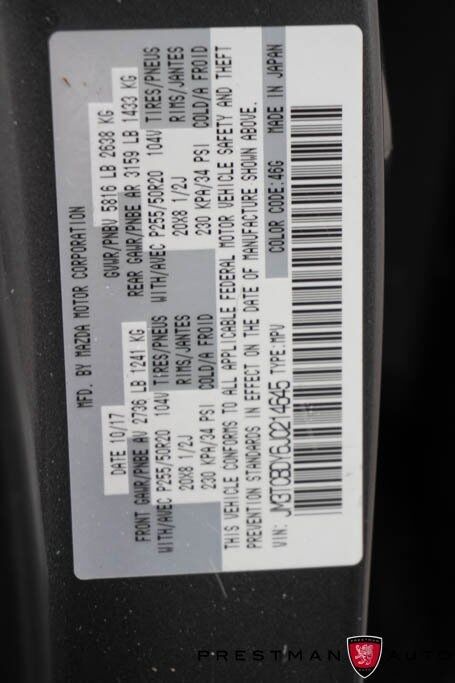 MFD. BY MAZDA MOTOR CORPORATION
DATE 10/17 GVWR/PNBV 5816 LB 2638 KG
FRONT GAWR/PNBE AV 2736 LB 1241 KG REAR GAWR/PNBE AR 3159 LB 1433 KG
WITH/AVEC P255/50R20 104V TIRES/PNEUS WITH/AVEC P255/50R20 104V TIRES/PNEUS
20X8 1/2J RIMS/JANTES 20X8 1/2J RIMS/JANTES
230 KPA/34 PSI COLD/A FROID 230 KPA/34 PSI COLD/A FROID
THIS VEHICLE CONFORMS TO ALL APPLICABLE FEDERAL MOTOR VEHICLE SAFETY AND THEFT
PREVENTION STANDARDS IN EFFECT ON THE DATE OF MANUFACTURE SHOWN ABOVE.
VIN: JM3TCBDY6J0214645 TYPE:MPV COLOR CODE:46G MADE IN JAPAN
PRESTMAN AUTO